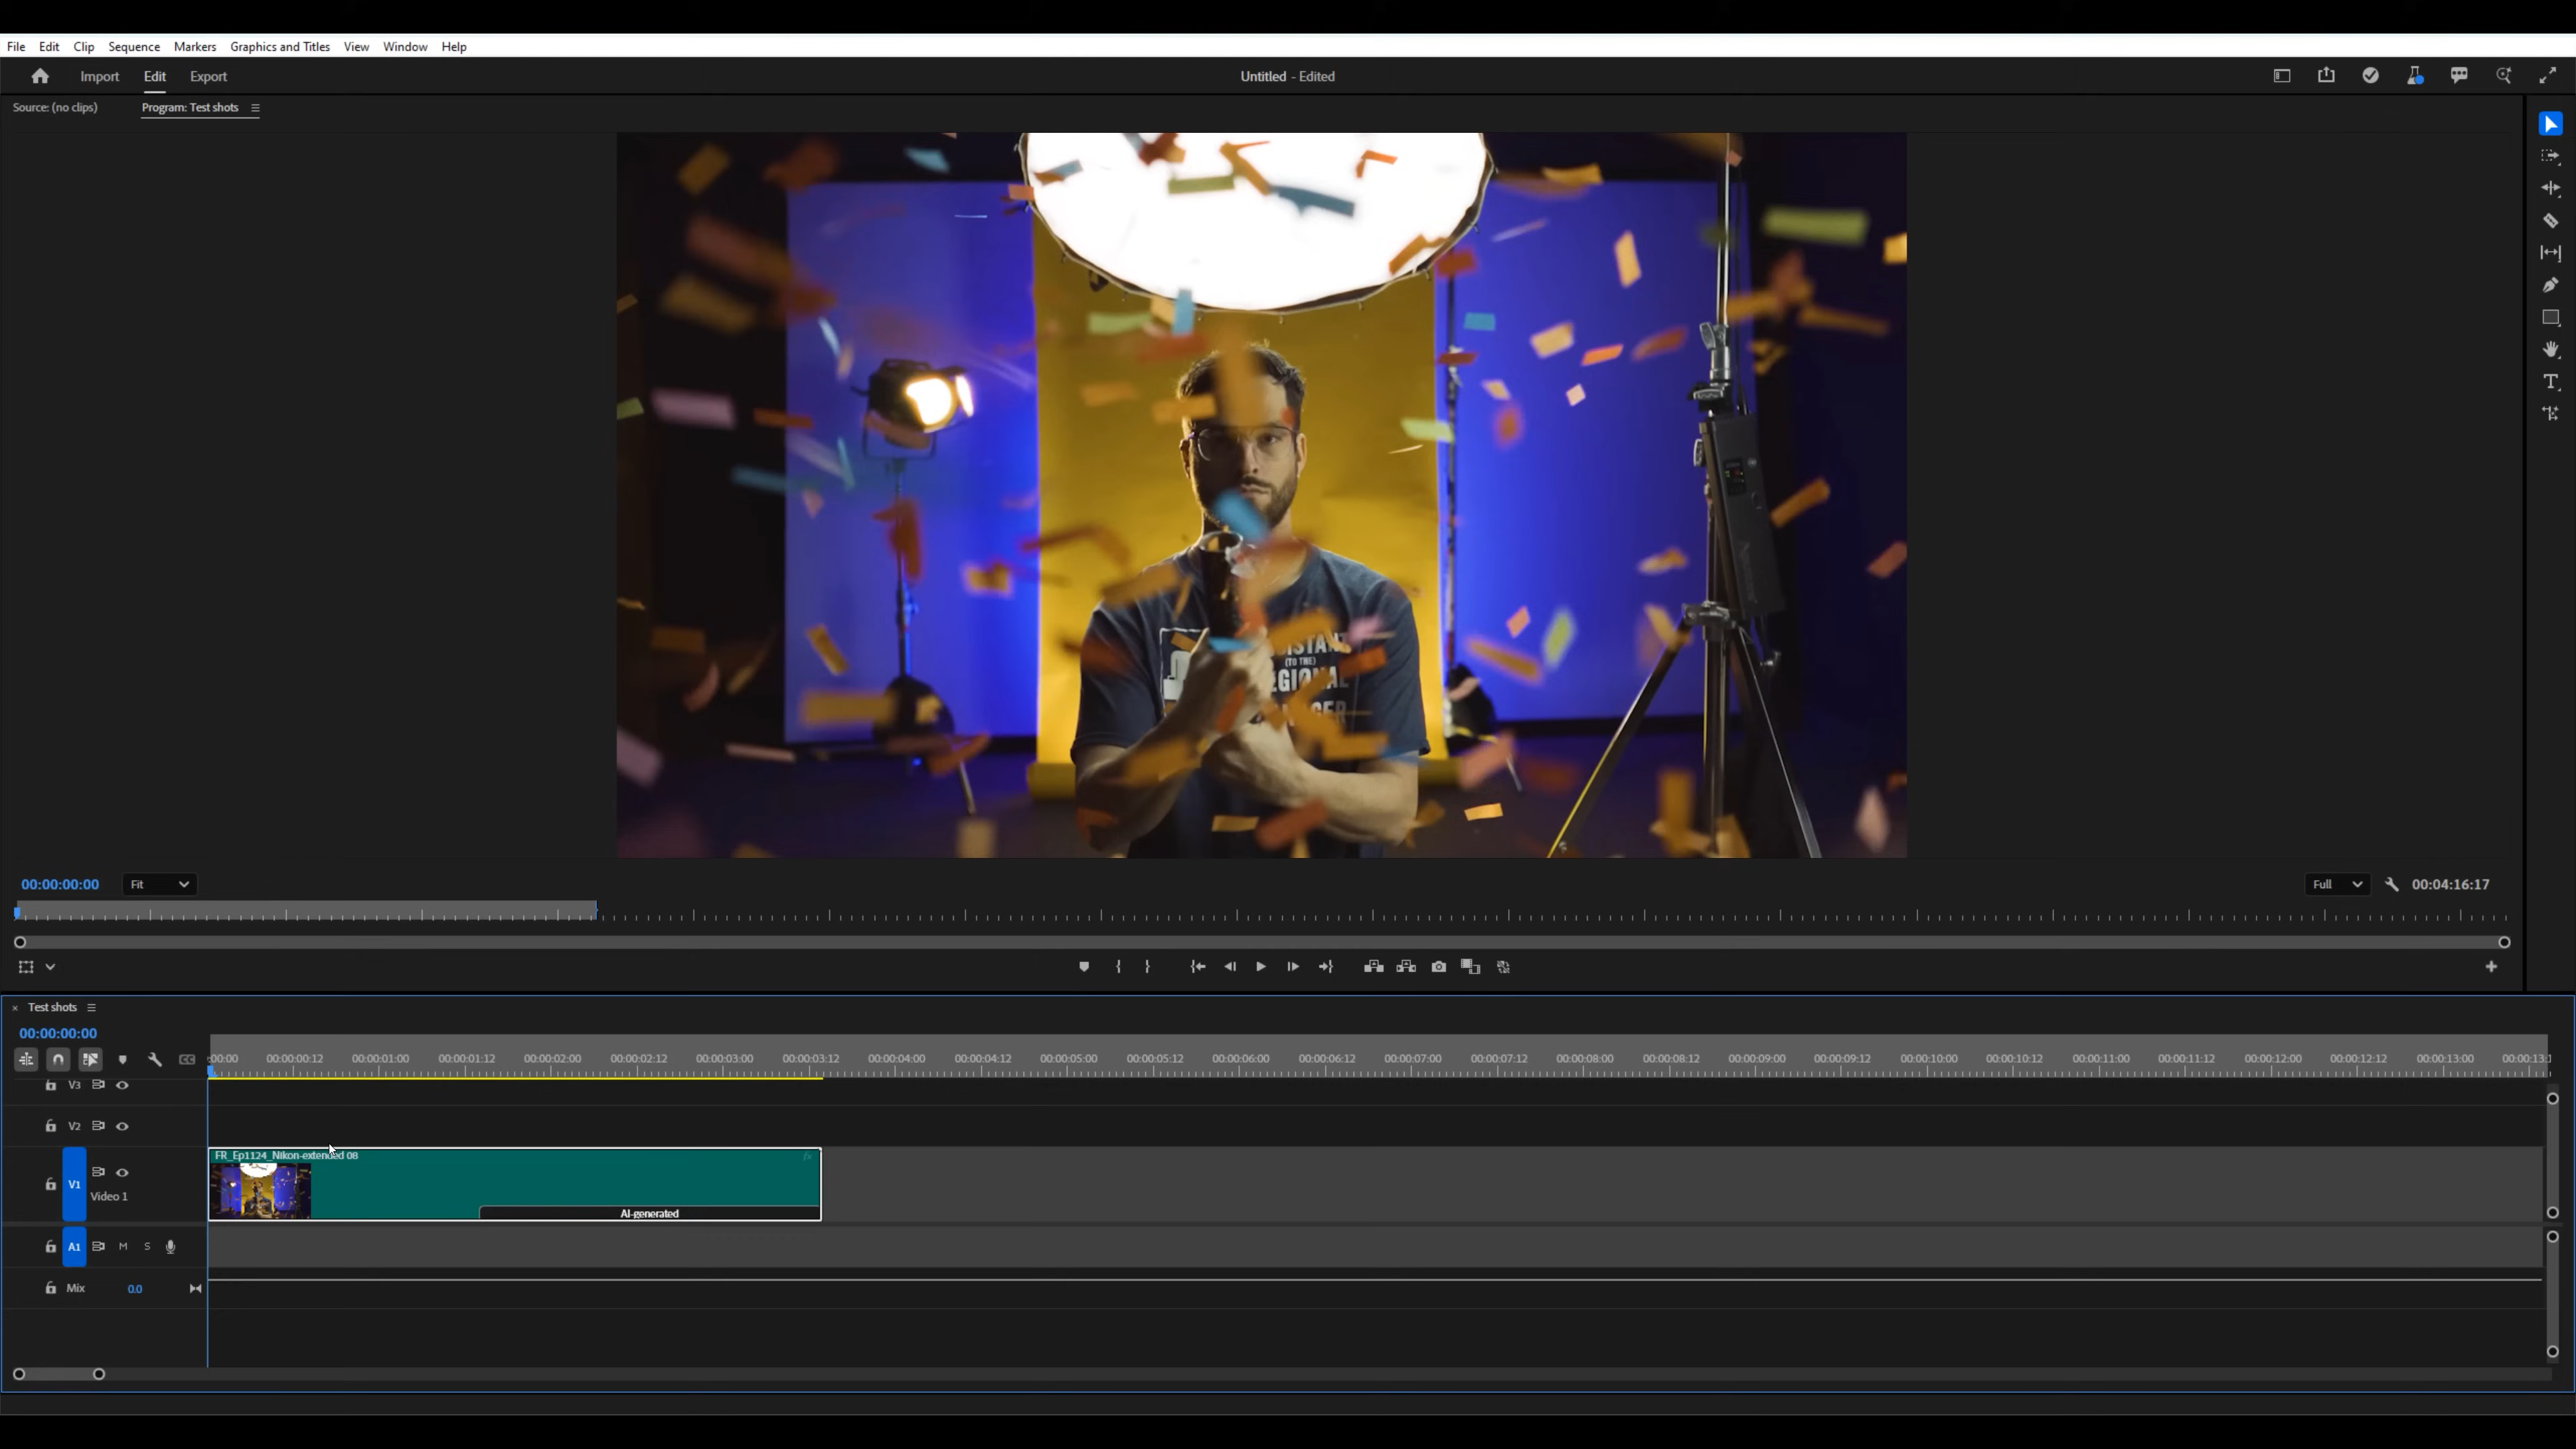 File Edit Clip Sequence Markers Graphics and Titles View Window Help
Import Edit Export Untitled - Edited
Source: (no clips) Program: Test shots
ISTANT
(TO THE)
REGIONAL
00:00:00:00 Fit Full 00:04:16:17
Test shots
00:00:00:00
:00:00 00:00:00:12 00:00:01:00 00:00:01:12 00:00:02:00 00:00:02:12 00:00:03:00 00:00:03:12 00:00:04:00 00:00:04:12 00:00:05:00 00:00:05:12 00:00:06:00 00:00:06:12 00:00:07:00 00:00:07:12 00:00:08:00 00:00:08:12 00:00:09:00 00:00:09:12 00:00:10:00 00:00:10:12 00:00:11:00 00:00:11:12 00:00:12:00 00:00:12:12 00:00:13:00 00:00:13:1
V3
V2
FR_Ep1124_Nikon-extended 08 fx
V1
Video 1
AI-generated
A1 M S
Mix 0.0